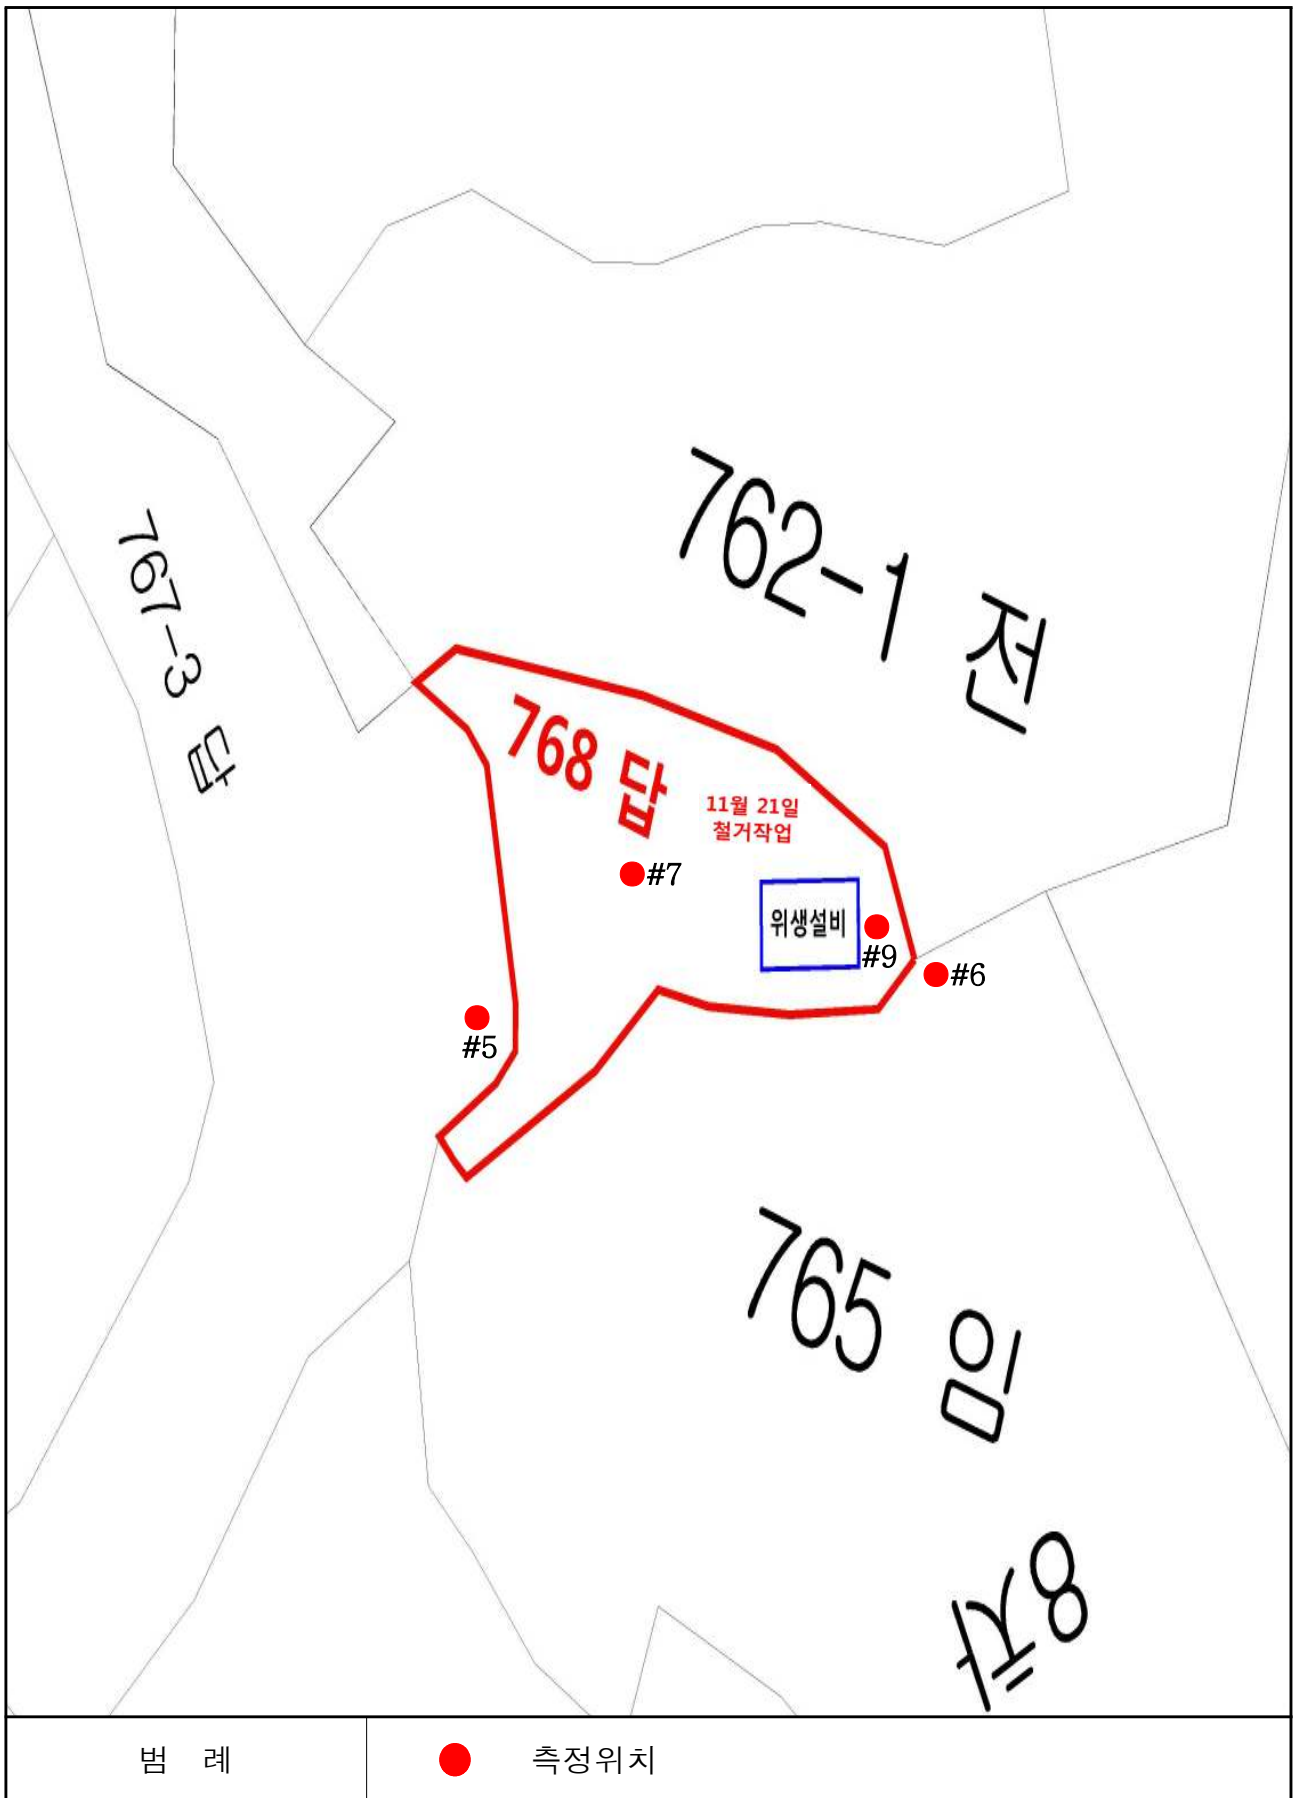 762-1 전
767-3 답
768 답
11월 21일
철거작업
#7
위생설비
#9
#6
#5
765 임
8
범 례
측정위치